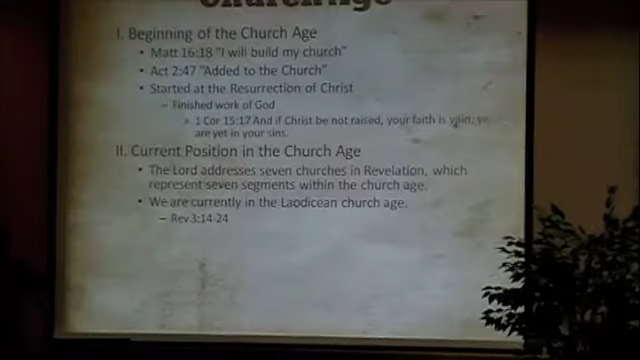 Church Age
I. Beginning of the Church Age
• Matt 16:18 "I will build my church"
• Act 2:47 "Added to the Church"
• Started at the Resurrection of Christ
– Finished work of God
» 1 Cor 15:17 And if Christ be not raised, your faith is vain; ye
are yet in your sins.
II. Current Position in the Church Age
• The Lord addresses seven churches in Revelation, which
represent seven segments within the church age.
• We are currently in the Laodicean church age.
– Rev 3:14-24